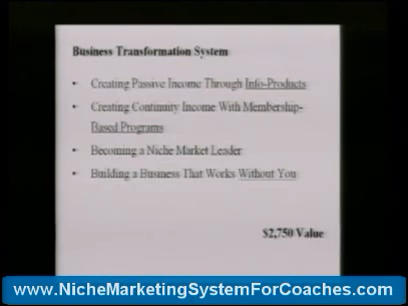 Business Transformation System
• Creating Passive Income Through Info-Products
• Creating Continuity Income With Membership-
Based Programs
• Becoming a Niche Market Leader
• Building a Business That Works Without You
$2,750 Value
www.NicheMarketingSystemForCoaches.com